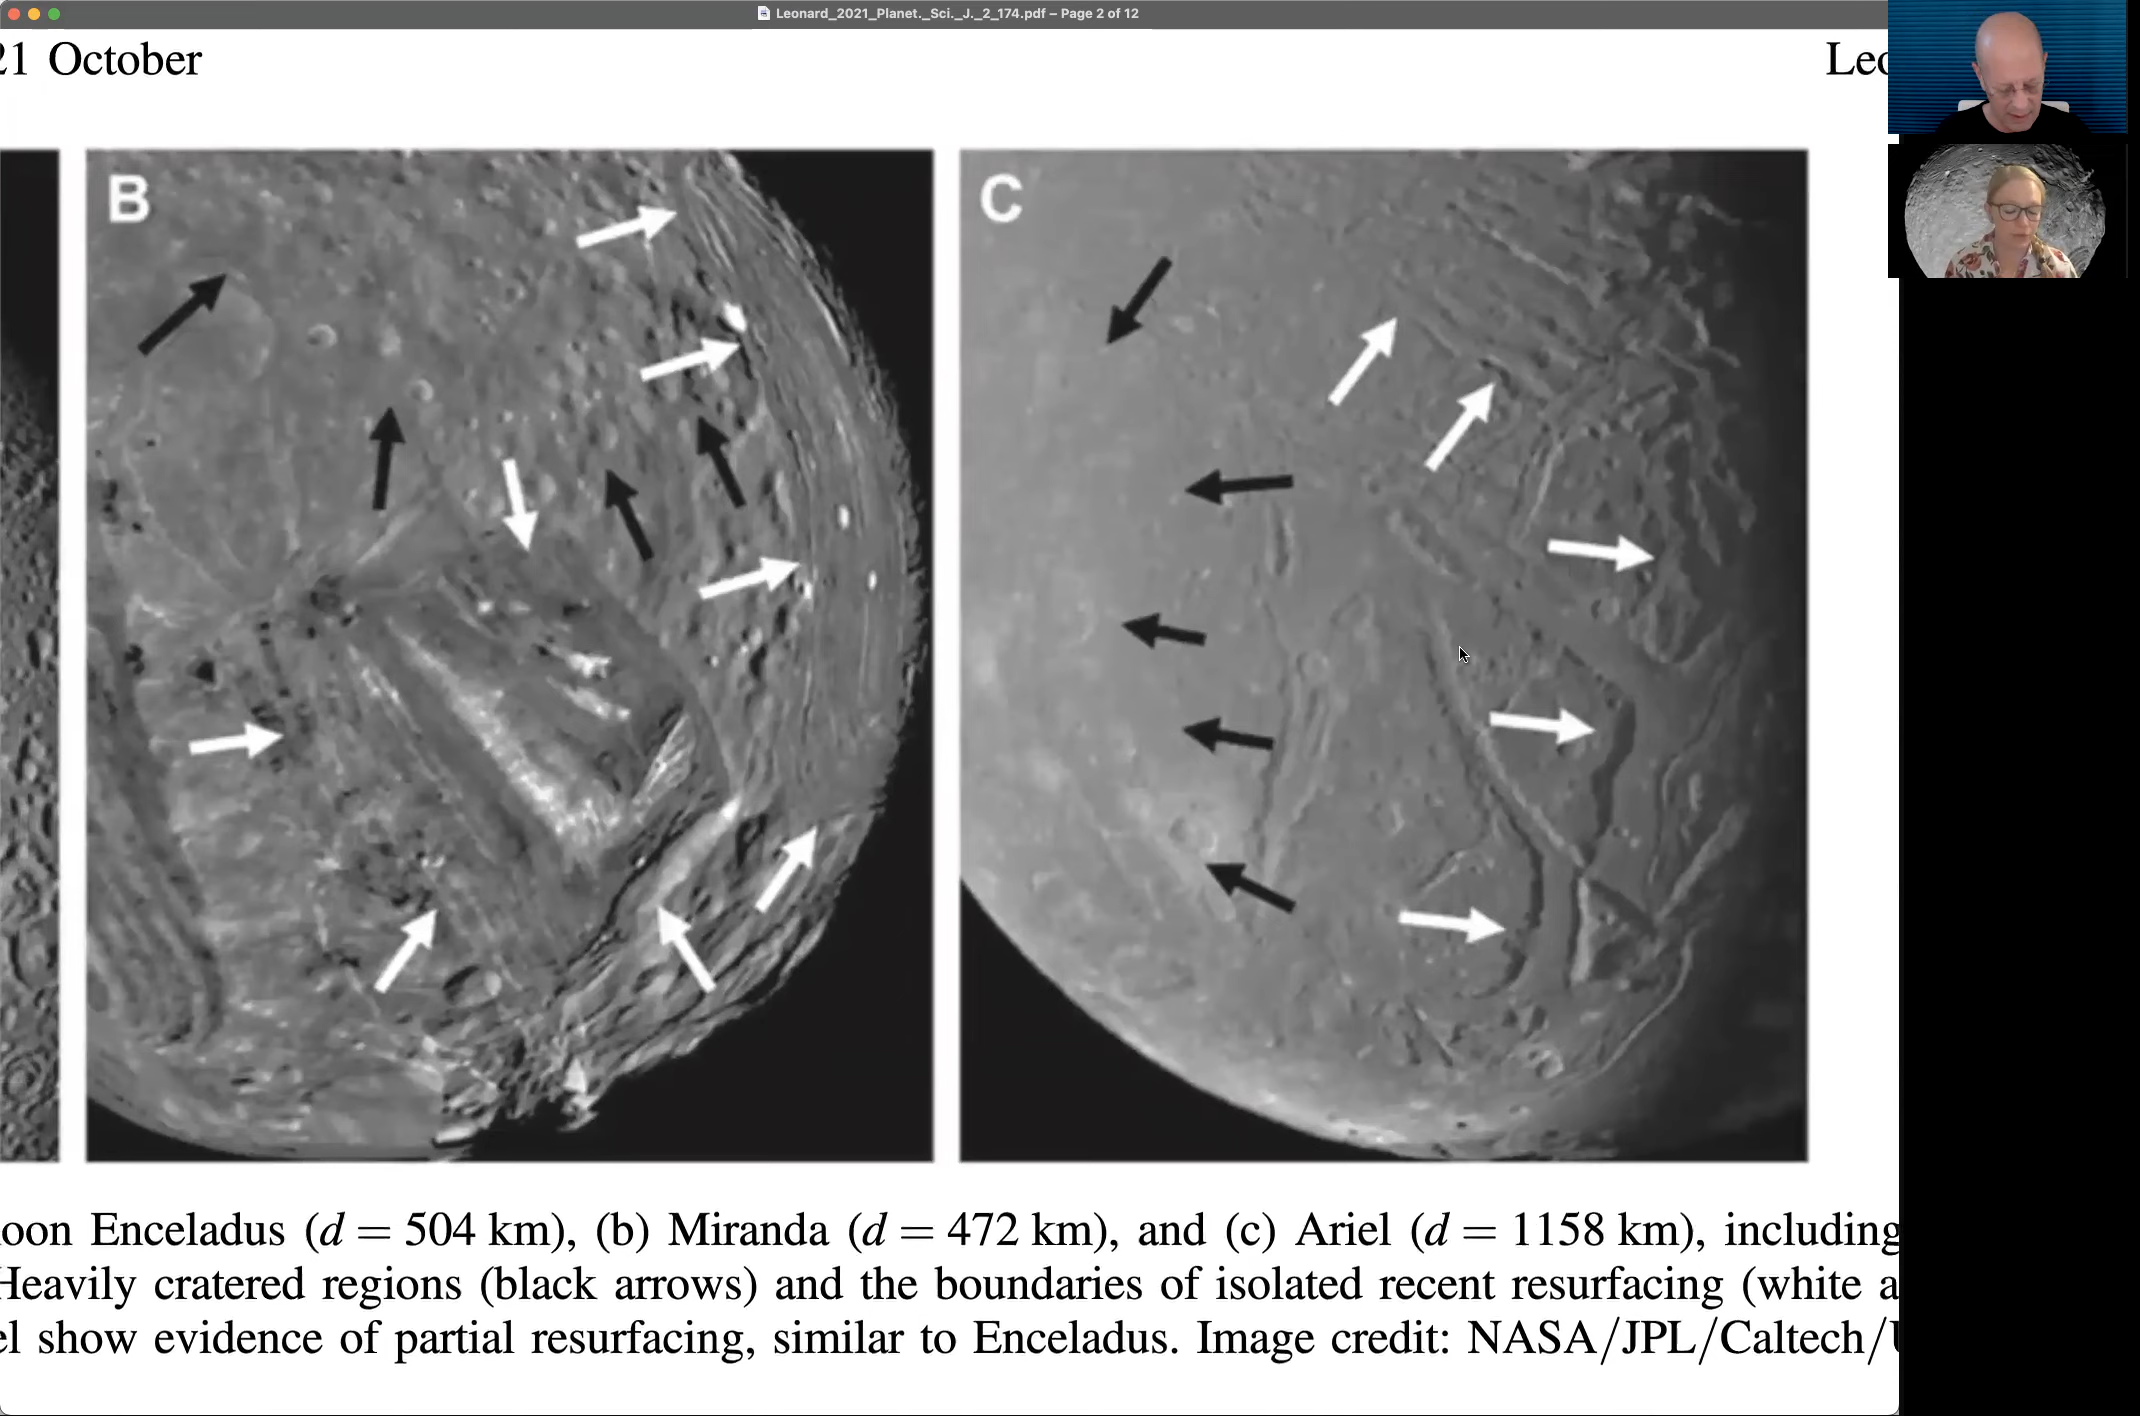 Leonard_2021_Planet._Sci._J._2_174.pdf – Page 2 of 12
21 October
B
C
Enceladus (d = 504 km), (b) Miranda (d = 472 km), and (c) Ariel (d = 1158 km), including
Heavily cratered regions (black arrows) and the boundaries of isolated recent resurfacing (white
show evidence of partial resurfacing, similar to Enceladus. Image credit: NASA/JPL/Caltech/